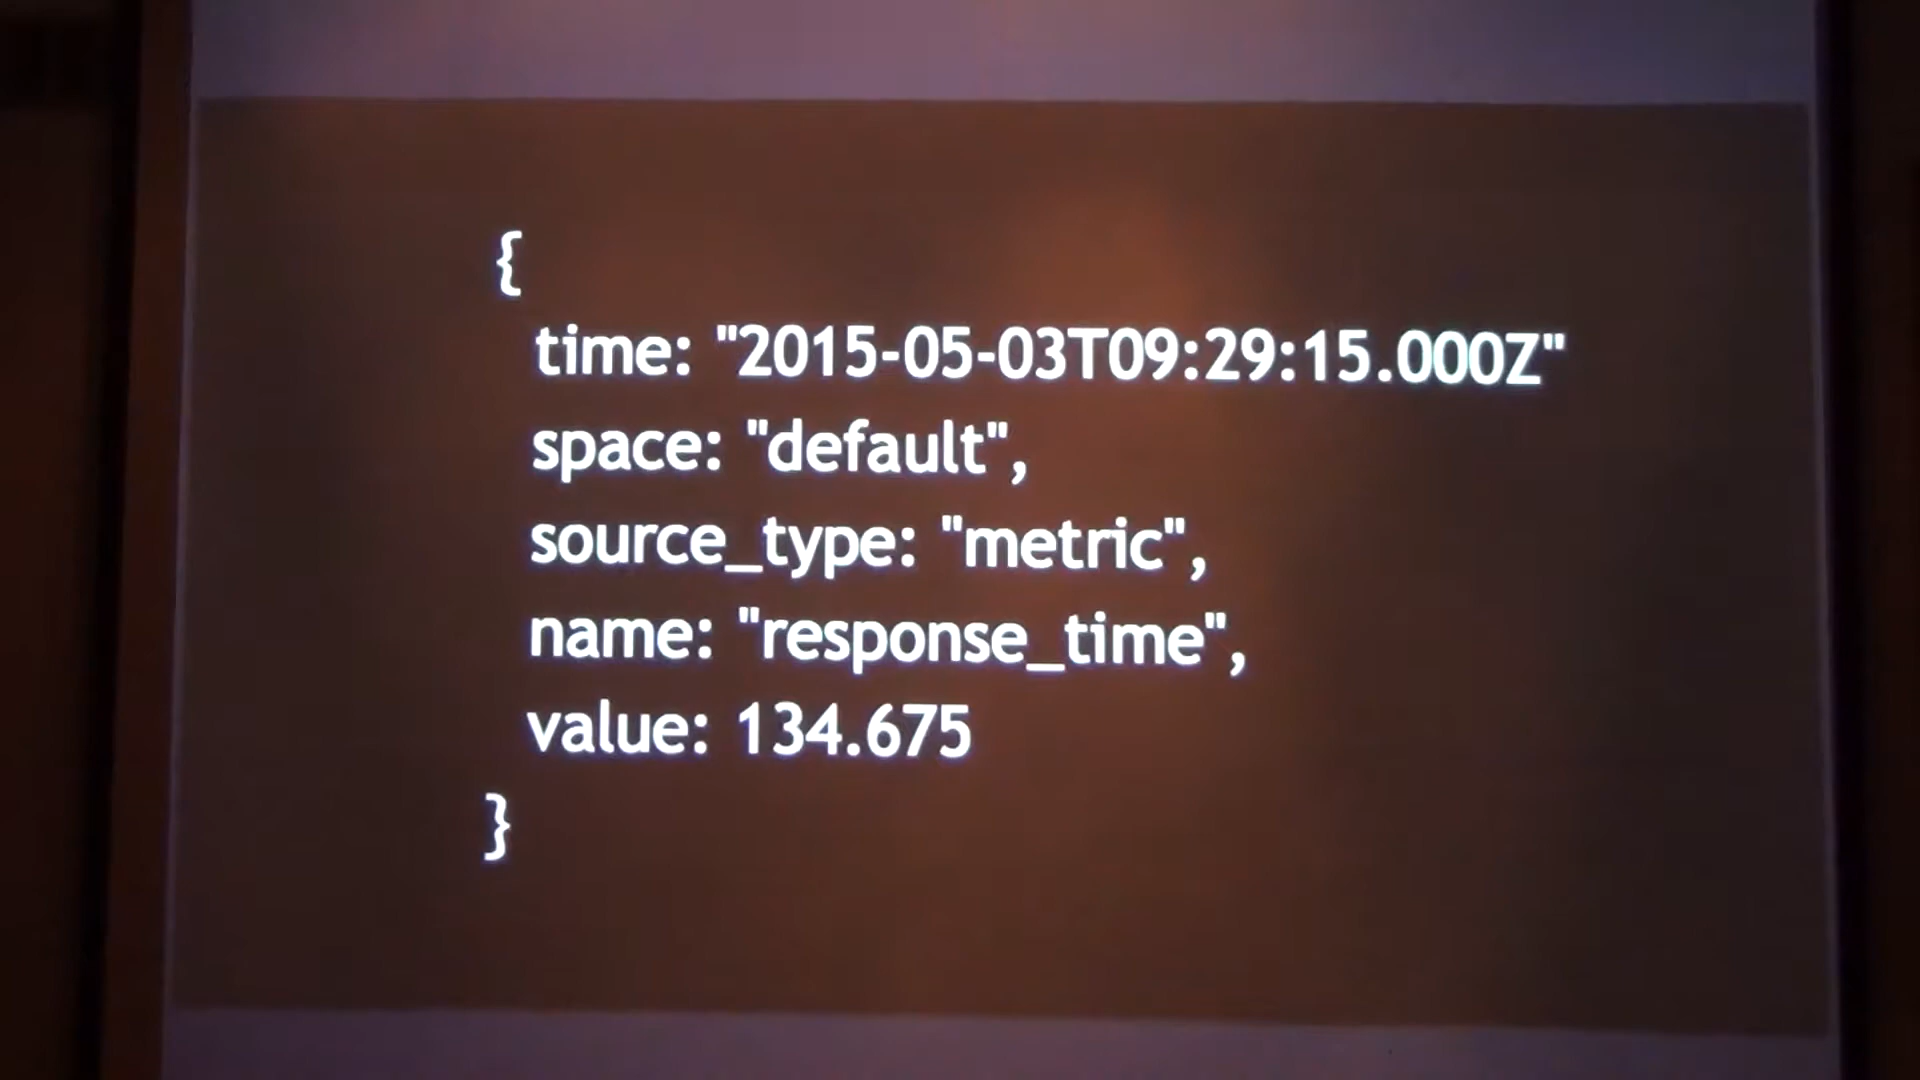 {
time: "2015-05-03T09:29:15.000Z"
space: "default",
source_type: "metric",
name: "response_time",
value: 134.675
}